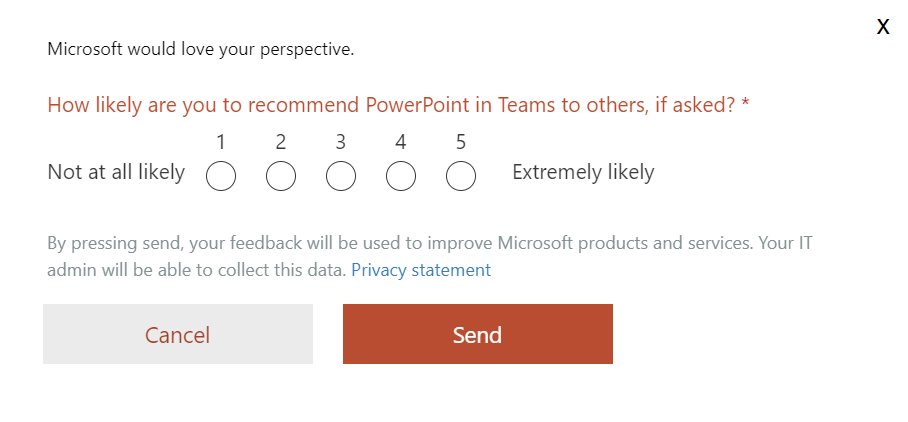 X
Microsoft would love your perspective.
How likely are you to recommend PowerPoint in Teams to others, if asked? *
1 2 3 4 5
Not at all likely Extremely likely
By pressing send, your feedback will be used to improve Microsoft products and services. Your IT
admin will be able to collect this data. Privacy statement
Cancel Send